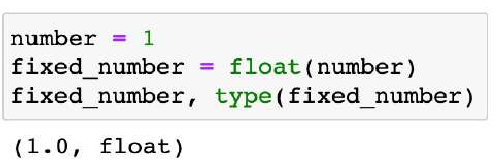 number = 1
fixed_number = float(number)
fixed_number, type(fixed_number)
(1.0, float)